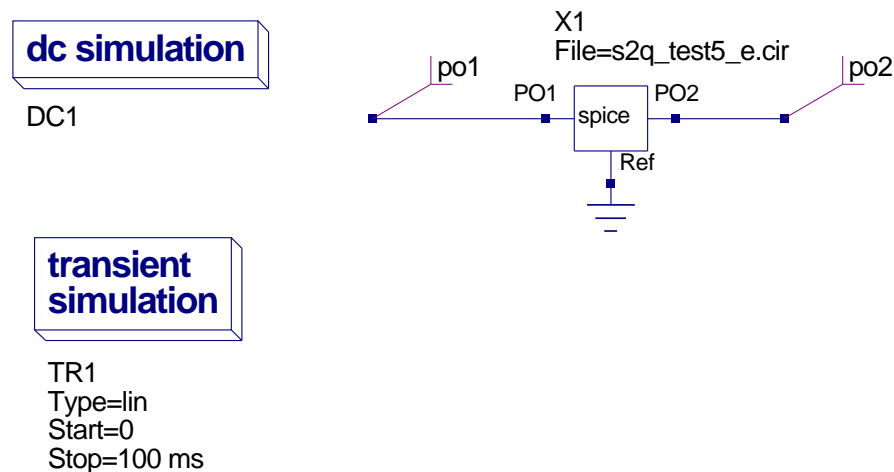 dc simulation
DC1
po1
X1
File=s2q_test5_e.cir
PO1
PO2
spice
Ref
po2
transient
simulation
TR1
Type=lin
Start=0
Stop=100 ms